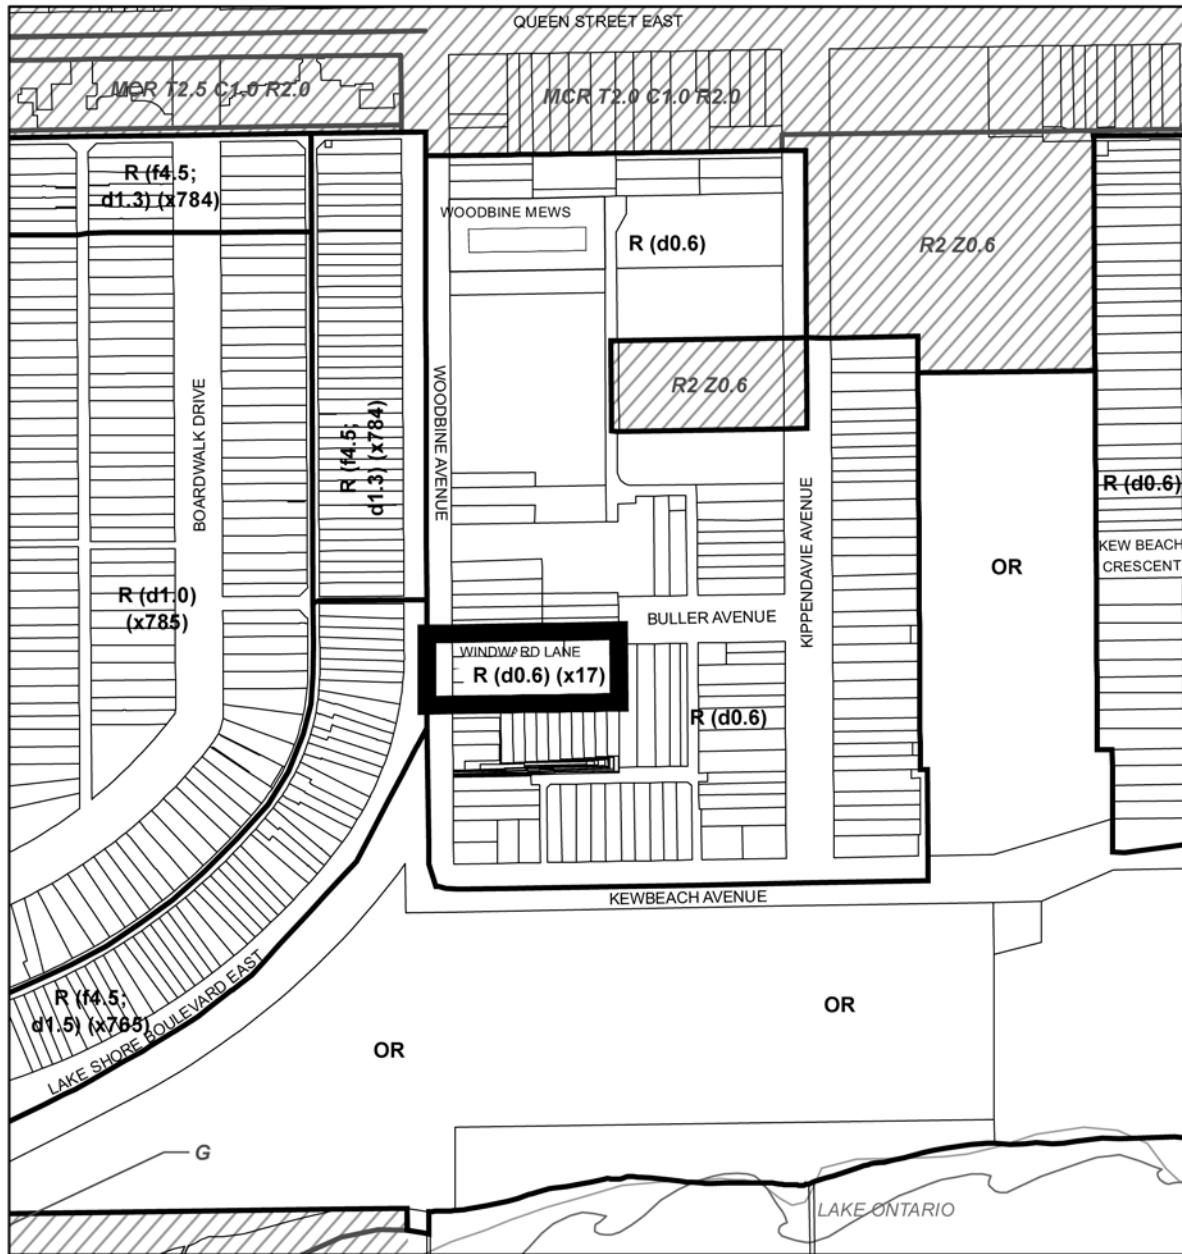 QUEEN STREET EAST
MCR T2.5 C1.0 R2.0
MCR T2.0 C1.0 R2.0
R (f4.5;
d1.3) (x784)
WOODBINE MEWS
R (d0.6)
R2 Z0.6
R2 Z0.6
BOARDWALK DRIVE
R (f4.5;
d1.3) (x784)
WOODBINE AVENUE
KIPPENDAVIE AVENUE
R (d0.6)
KEW BEACH
CRESCENT
OR
R (d1.0)
(x785)
BULLER AVENUE
WINDWARD LANE
R (d0.6) (x17)
R (d0.6)
KEWBEACH AVENUE
R (f4.5;
d1.5) (x765)
LAKE SHORE BOULEVARD EAST
OR
OR
G
LAKE ONTARIO